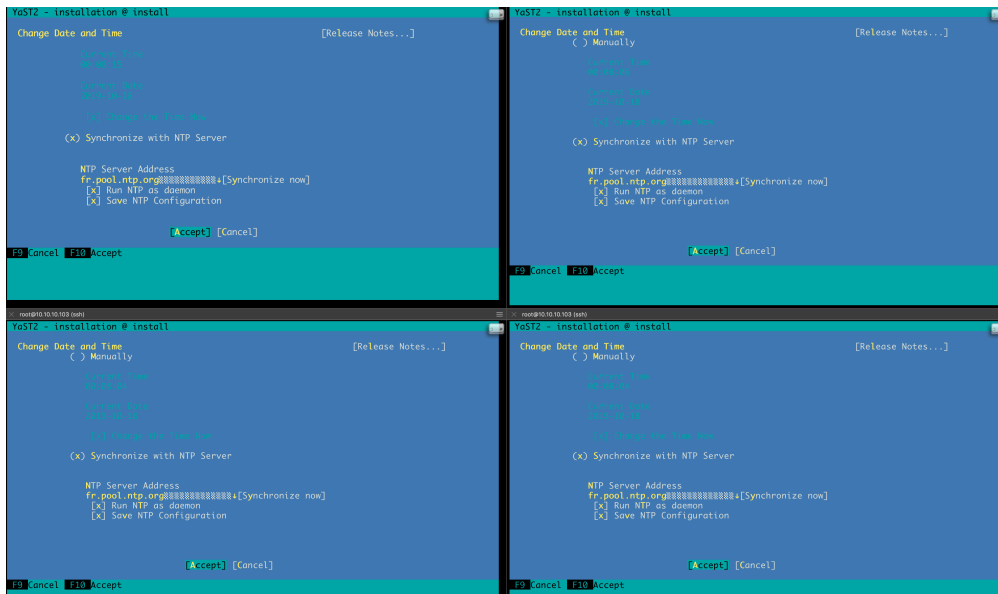 YaST2 - installation @ install
Change Date and Time [Release Notes...]
(x) Synchronize with NTP Server
NTP Server Address
fr.pool.ntp.org▒▒▒▒▒▒▒▒▒▒▒↓[Synchronize now]
[x] Run NTP as daemon
[x] Save NTP Configuration
[Accept] [Cancel]
F9 Cancel F10 Accept
YaST2 - installation @ install
Change Date and Time [Release Notes...]
( ) Manually
(x) Synchronize with NTP Server
NTP Server Address
fr.pool.ntp.org▒▒▒▒▒▒▒▒▒▒▒▒▒↓[Synchronize now]
[x] Run NTP as daemon
[x] Save NTP Configuration
[Accept] [Cancel]
F9 Cancel F10 Accept
root@10.10.10.103 (ssh)
YaST2 - installation @ install
Change Date and Time [Release Notes...]
( ) Manually
(x) Synchronize with NTP Server
NTP Server Address
fr.pool.ntp.org▒▒▒▒▒▒▒▒▒▒▒▒▒↓[Synchronize now]
[x] Run NTP as daemon
[x] Save NTP Configuration
[Accept] [Cancel]
F9 Cancel F10 Accept
root@10.10.10.103 (ssh)
YaST2 - installation @ install
Change Date and Time [Release Notes...]
( ) Manually
(x) Synchronize with NTP Server
NTP Server Address
fr.pool.ntp.org▒▒▒▒▒▒▒▒▒▒▒▒▒↓[Synchronize now]
[x] Run NTP as daemon
[x] Save NTP Configuration
[Accept] [Cancel]
F9 Cancel F10 Accept